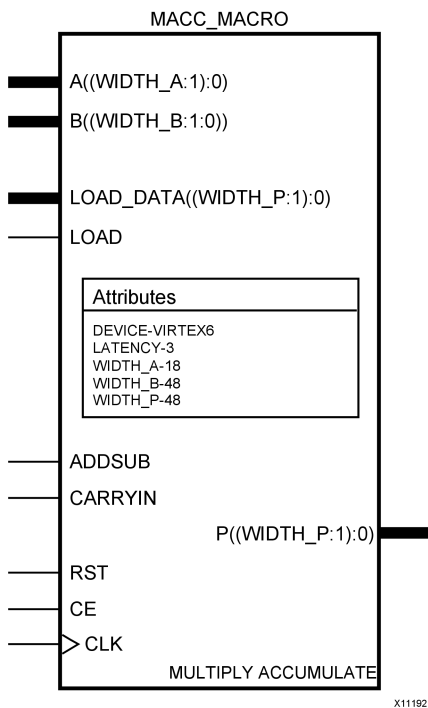 MACC_MACRO
A((WIDTH_A:1):0)
B((WIDTH_B:1:0))
LOAD_DATA((WIDTH_P:1):0)
LOAD
Attributes
DEVICE-VIRTEX6
LATENCY-3
WIDTH_A-18
WIDTH_B-48
WIDTH_P-48
ADDSUB
CARRYIN
P((WIDTH_P:1):0)
RST
CE
CLK
MULTIPLY ACCUMULATE
X11192